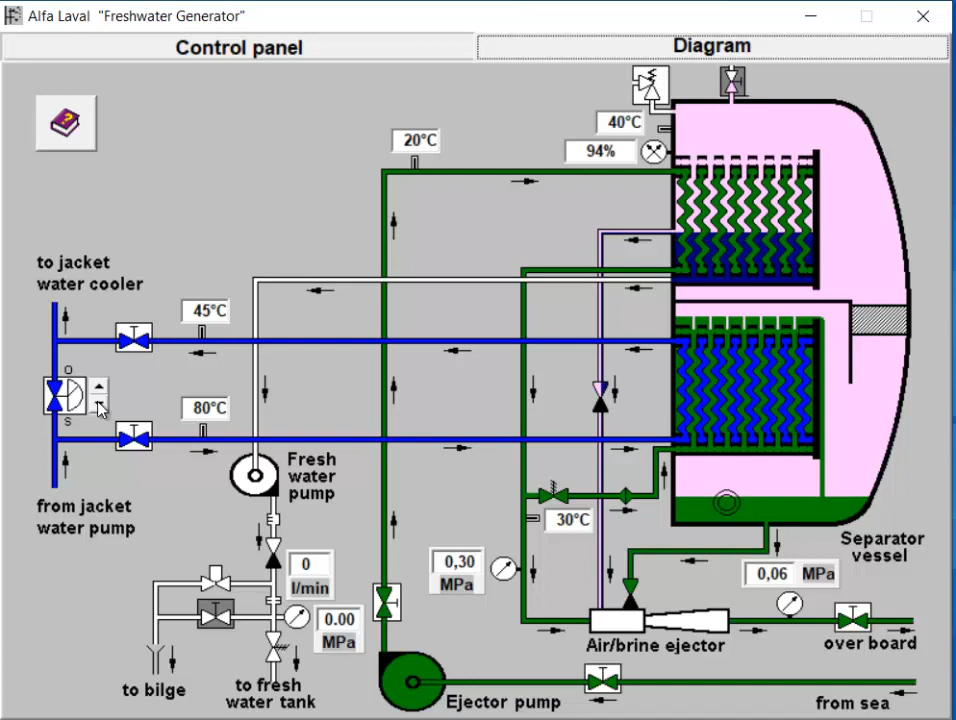 Alfa Laval "Freshwater Generator"
Control panel
Diagram
?
40°C
20°C
94%
to jacket
water cooler
45°C
O
S
80°C
from jacket
water pump
Fresh
water
pump
30°C
Separator
vessel
0
l/min
0,30
MPa
0,06 MPa
0.00
MPa
Air/brine ejector
over board
to bilge
to fresh
water tank
Ejector pump
from sea